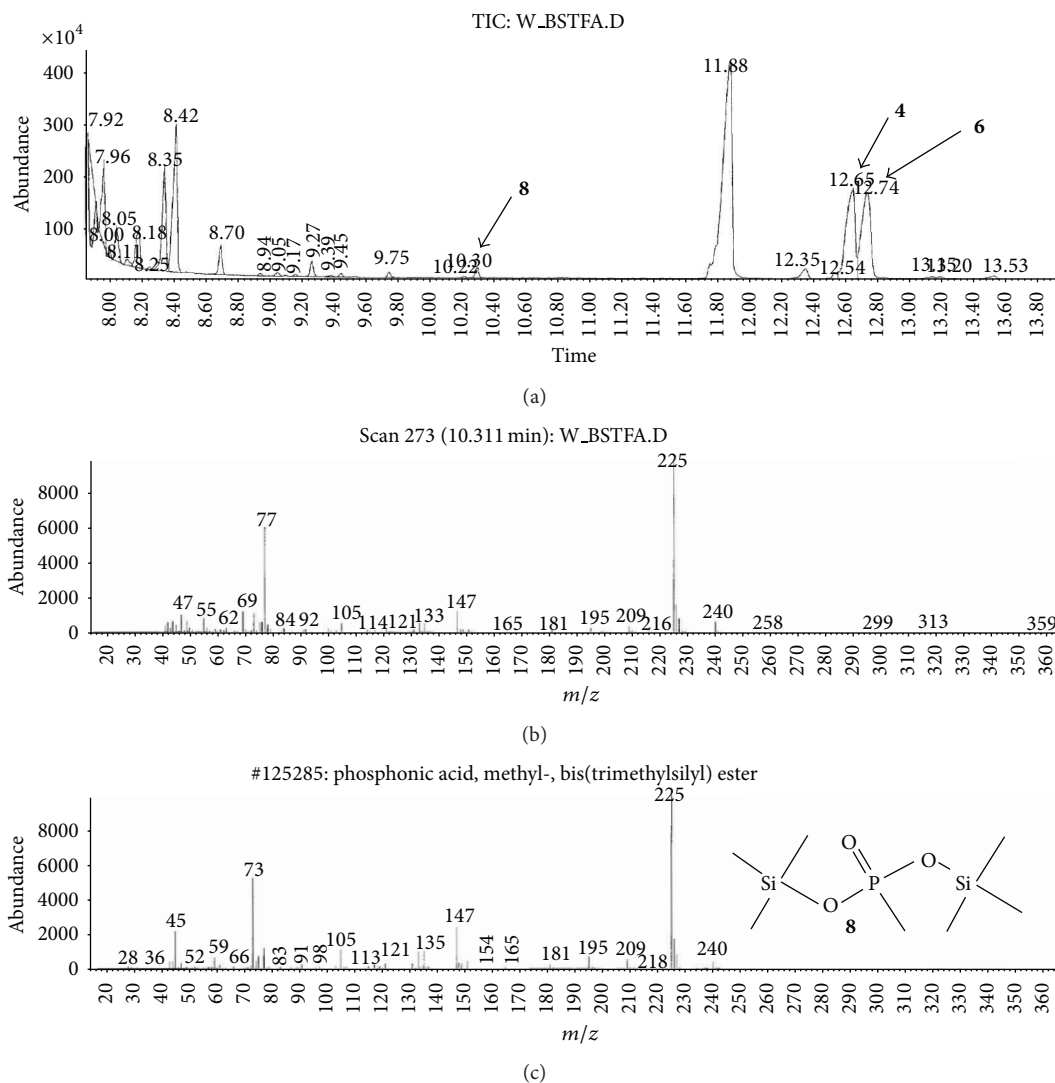 TIC: W_BSTFA.D
×10⁴
400
300
200
100
Abundance
7.92
7.96
8.00
8.05
8.11
8.18
8.25
8.35
8.42
8.70
8.94
9.05
9.17
9.27
9.39
9.45
9.75
10.22
10.30
8
11.88
12.35
12.54
12.65
4
12.74
6
13.15
13.20
13.53
8.00 8.20 8.40 8.60 8.80 9.00 9.20 9.40 9.60 9.80 10.00 10.20 10.40 10.60 10.80 11.00 11.20 11.40 11.60 11.80 12.00 12.20 12.40 12.60 12.80 13.00 13.20 13.40 13.60 13.80
Time
(a)
Scan 273 (10.311 min): W_BSTFA.D
8000
6000
4000
2000
0
Abundance
47 55 62 69 77 84 92 105 114 121 133 147 165 181 195 209 216 225 240 258 299 313 359
20 30 40 50 60 70 80 90 100 110 120 130 140 150 160 170 180 190 200 210 220 230 240 250 260 270 280 290 300 310 320 330 340 350 360
m/z
(b)
#125285: phosphonic acid, methyl-, bis(trimethylsilyl) ester
8000
6000
4000
2000
0
Abundance
28 36 45 52 59 66 73 83 91 98 105 113 121 135 147 154 165 181 195 209 218 225 240
O
Si O P O Si
8
20 30 40 50 60 70 80 90 100 110 120 130 140 150 160 170 180 190 200 210 220 230 240 250 260 270 280 290 300 310 320 330 340 350 360
m/z
(c)